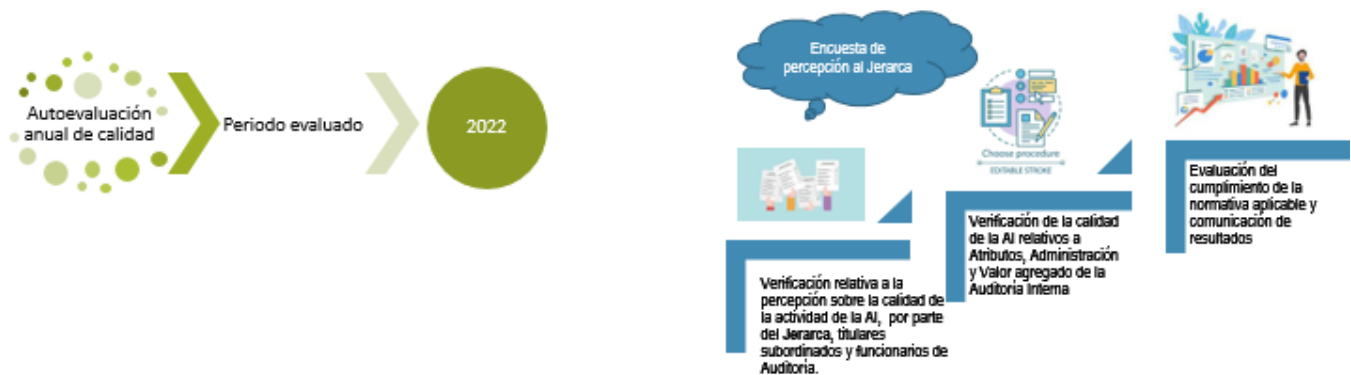 Autoevaluación
anual de calidad
Periodo evaluado
2022
Encuesta de
percepción al Jerarca
Choose procedure
EDITABLE STROKE
Verificación relativa a la
percepción sobre la calidad de
la actividad de la AI, por parte
del Jerarca, titulares
subordinados y funcionarios de
Auditoría.
Verificación de la calidad
de la AI relativos a
Atributos, Administración
y Valor agregado de la
Auditoría Interna
Evaluación del
cumplimiento de la
normativa aplicable y
comunicación de
resultados